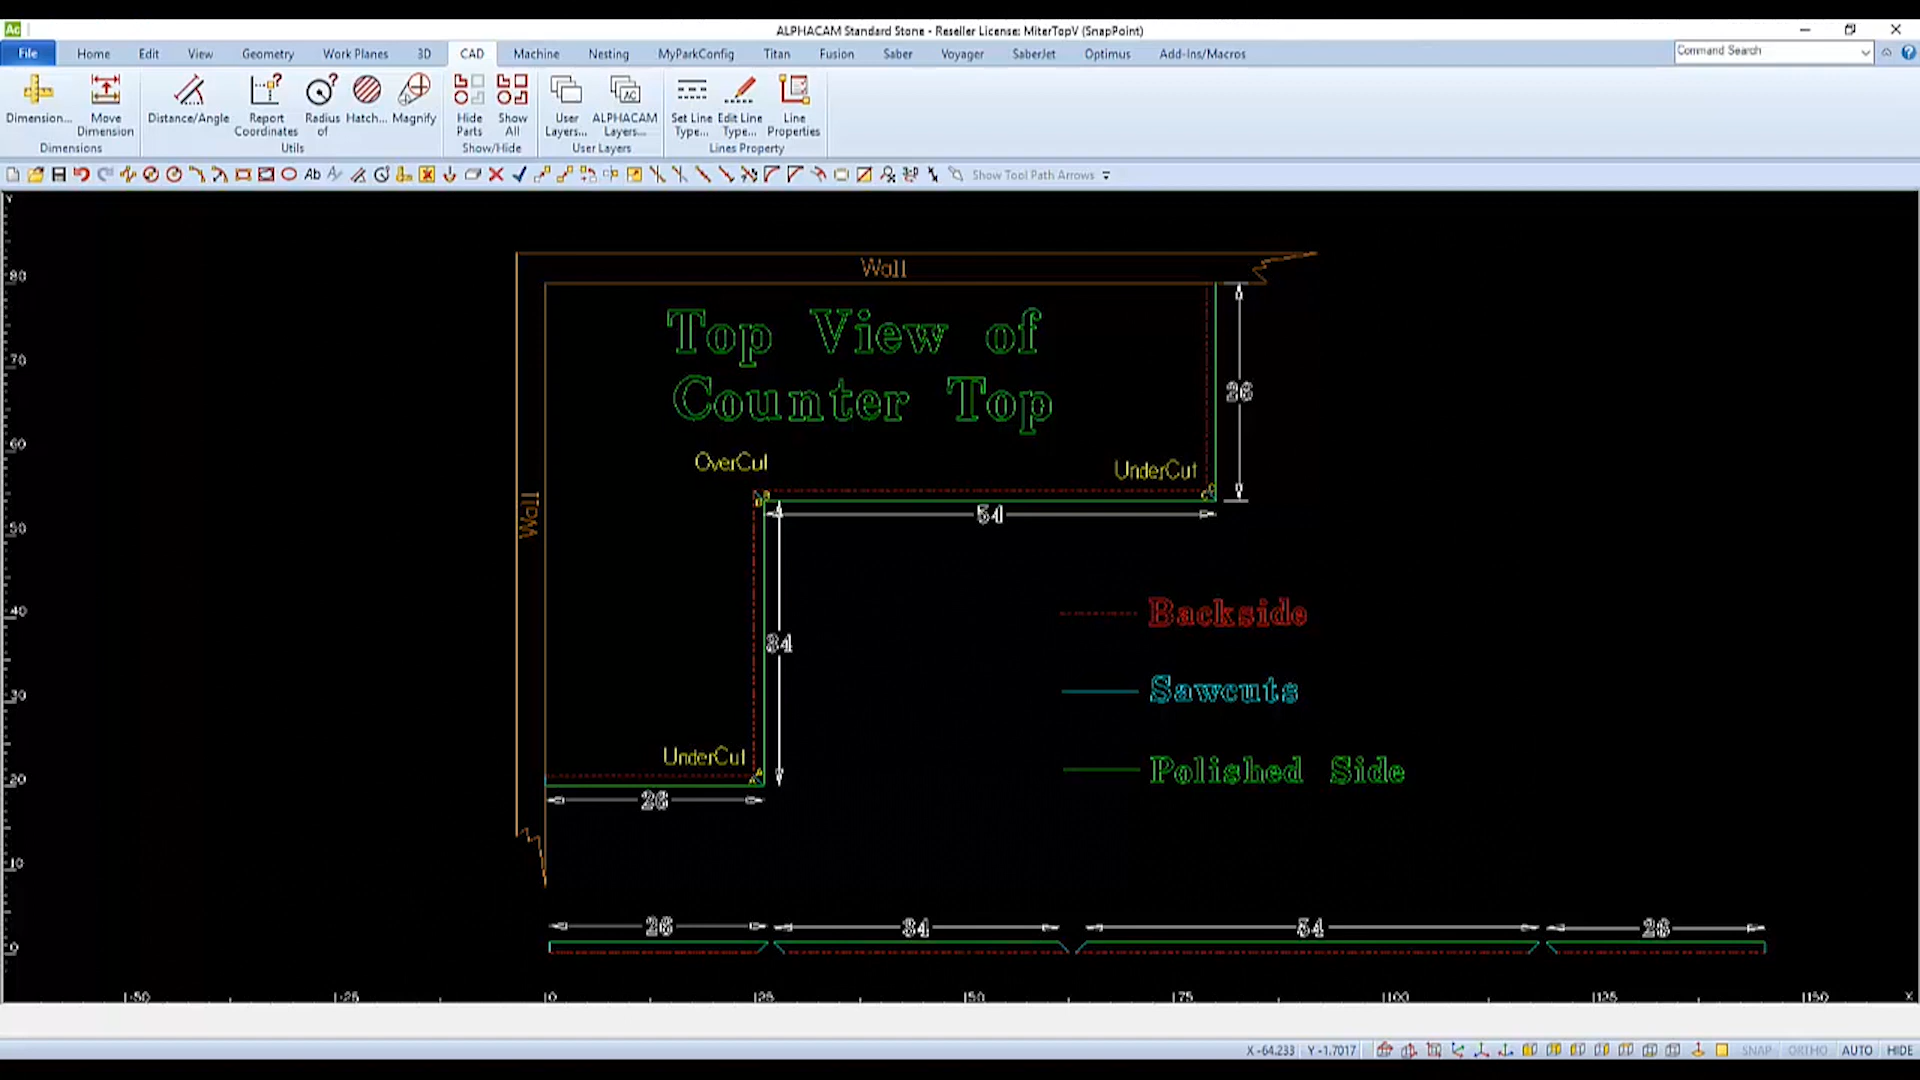 ALPHACAM Standard Stone - Reseller License: MiterTopV (SnapPoint)
File Home Edit View Geometry Work Planes 3D CAD Machine Nesting MyParkConfig Titan Fusion Saber Voyager SaberJet Optimus Add-Ins/Macros Command Search
Dimension... Move Dimension Distance/Angle Report Coordinates Radius of Hatch... Magnify Hide Parts Show All User Layers... ALPHACAM Layers... Set Line Type... Edit Line Type... Line Properties
Dimensions Utils Show/Hide User Layers Lines Property
Ab Show Tool Path Arrows
Y
80
Wall
Top View of
Counter Top
70
26
60
OverCut
UnderCut
Wall
50
54
40
Backside
34
30
Sawcuts
UnderCut
20
Polished Side
26
10
26 34 54 26
0
-50 -25 0 25 50 75 100 125 150 X
X -64.233 Y -1.7017 SNAP ORTHO AUTO HIDE